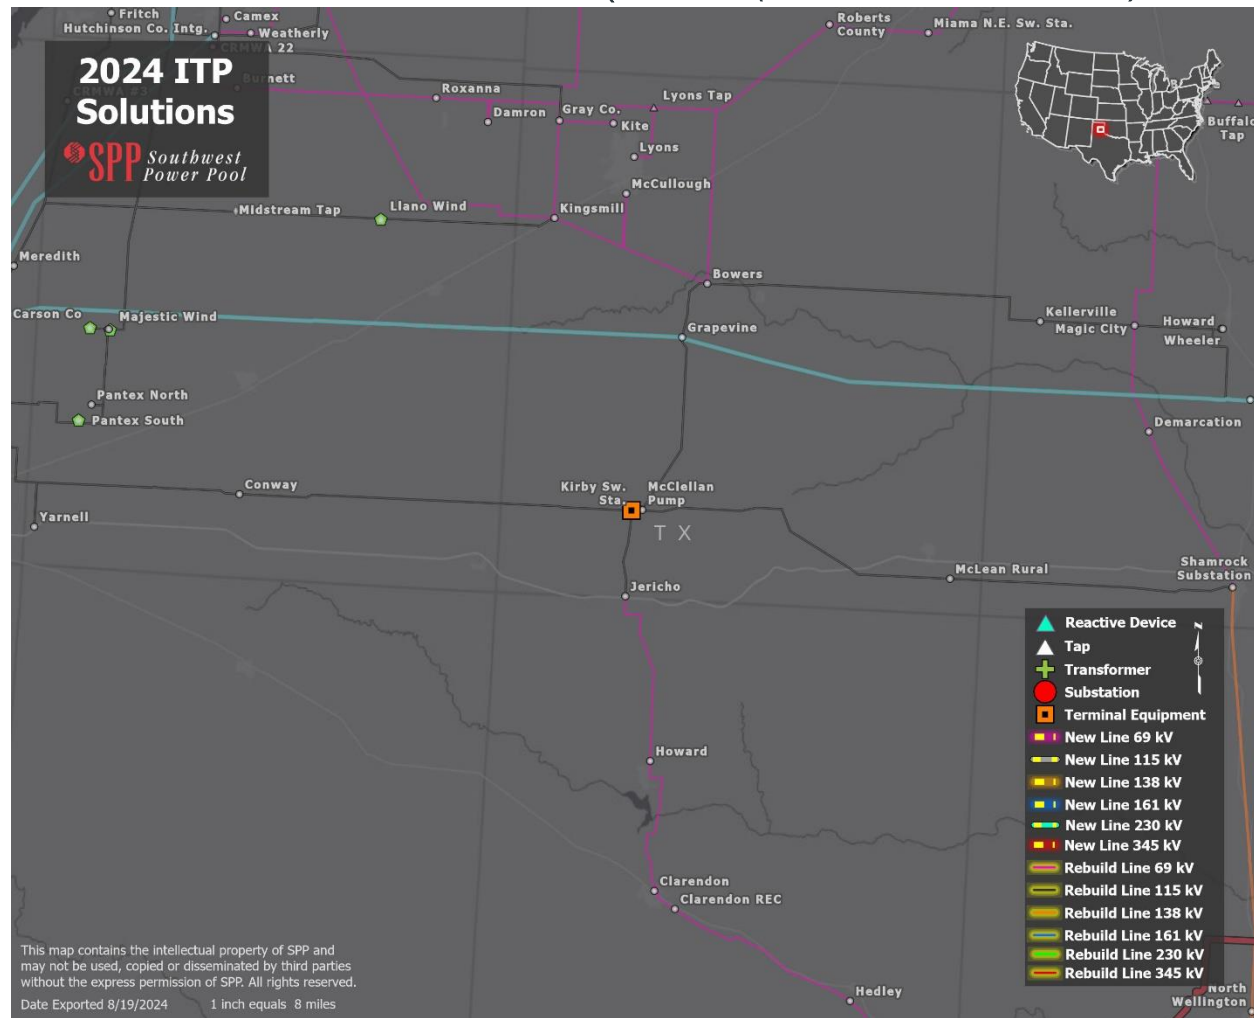 Fritch
Camex
Hutchinson Co. Intg.
Weatherly
CRMWA 22
Roberts
County
Miama N.E. Sw. Sta.
2024 ITP
Solutions
SPP Southwest
Power Pool
CRMWA #3
Burnett
Roxanna
Damron
Gray Co.
Kite
Lyons Tap
Lyons
Buffalo
Tap
McCullough
Midstream Tap
Llano Wind
Kingsmill
Meredith
Bowers
Carson Co
Majestic Wind
Grapevine
Kellerville
Magic City
Howard
Wheeler
Pantex North
Pantex South
Demarcation
Conway
Kirby Sw.
Sta.
McClellan
Pump
Yarnell
TX
McLean Rural
Shamrock
Substation
Jericho
Reactive Device
N
Tap
Transformer
Substation
Terminal Equipment
New Line 69 kV
New Line 115 kV
New Line 138 kV
New Line 161 kV
New Line 230 kV
New Line 345 kV
Rebuild Line 69 kV
Rebuild Line 115 kV
Rebuild Line 138 kV
Rebuild Line 161 kV
Rebuild Line 230 kV
Rebuild Line 345 kV
Howard
Clarendon
Clarendon REC
Hedley
North
Wellington
This map contains the intellectual property of SPP and
may not be used, copied or disseminated by third parties
without the express permission of SPP. All rights reserved.
Date Exported 8/19/2024 1 inch equals 8 miles